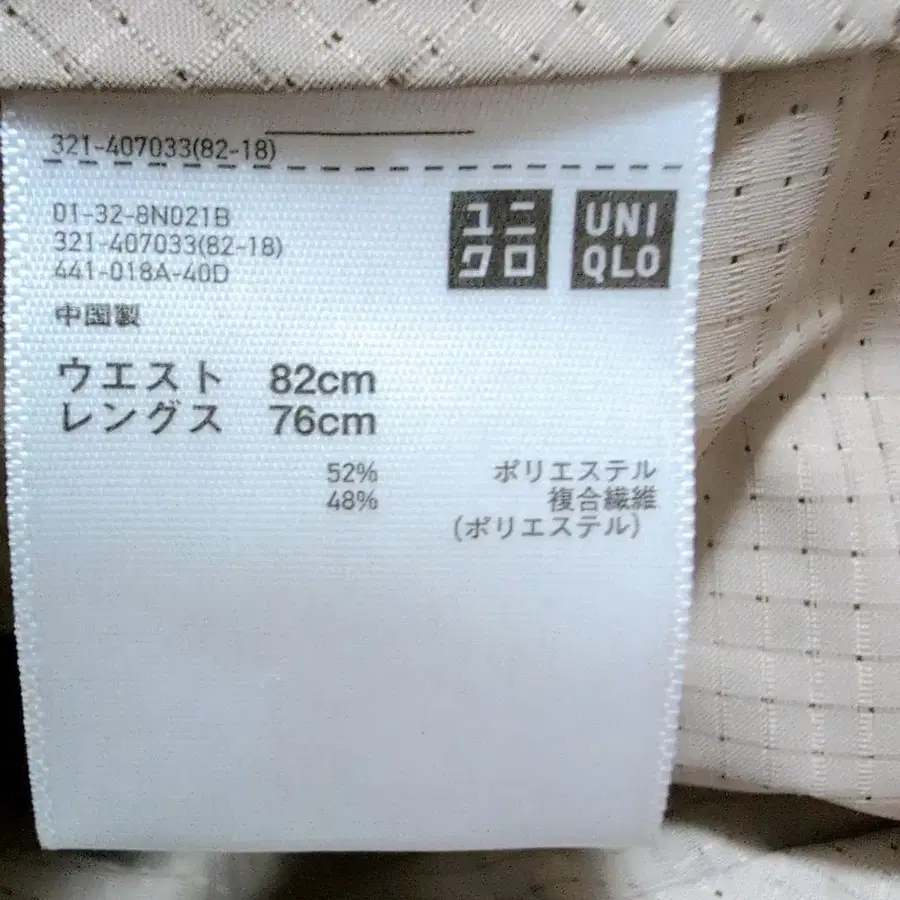 321-407033(82-18)
01-32-8N021B
321-407033(82-18)
441-018A-40D
ユニ
クロ
UNI
QLO
中国製
ウエスト 82cm
レングス 76cm
52% ポリエステル
48% 複合繊維
(ポリエステル)